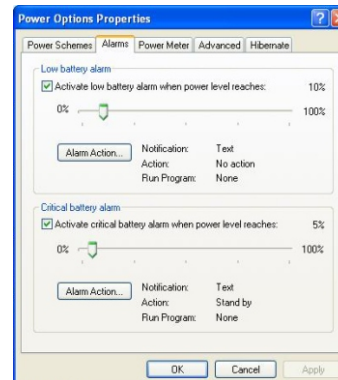 Power Options Properties
Power Schemes Alarms Power Meter Advanced Hibernate
Low battery alarm
Activate low battery alarm when power level reaches: 10%
0% 100%
Alarm Action... Notification: Text
Action: No action
Run Program: None
Critical battery alarm
Activate critical battery alarm when power level reaches: 5%
0% 100%
Alarm Action... Notification: Text
Action: Stand by
Run Program: None
OK Cancel Apply